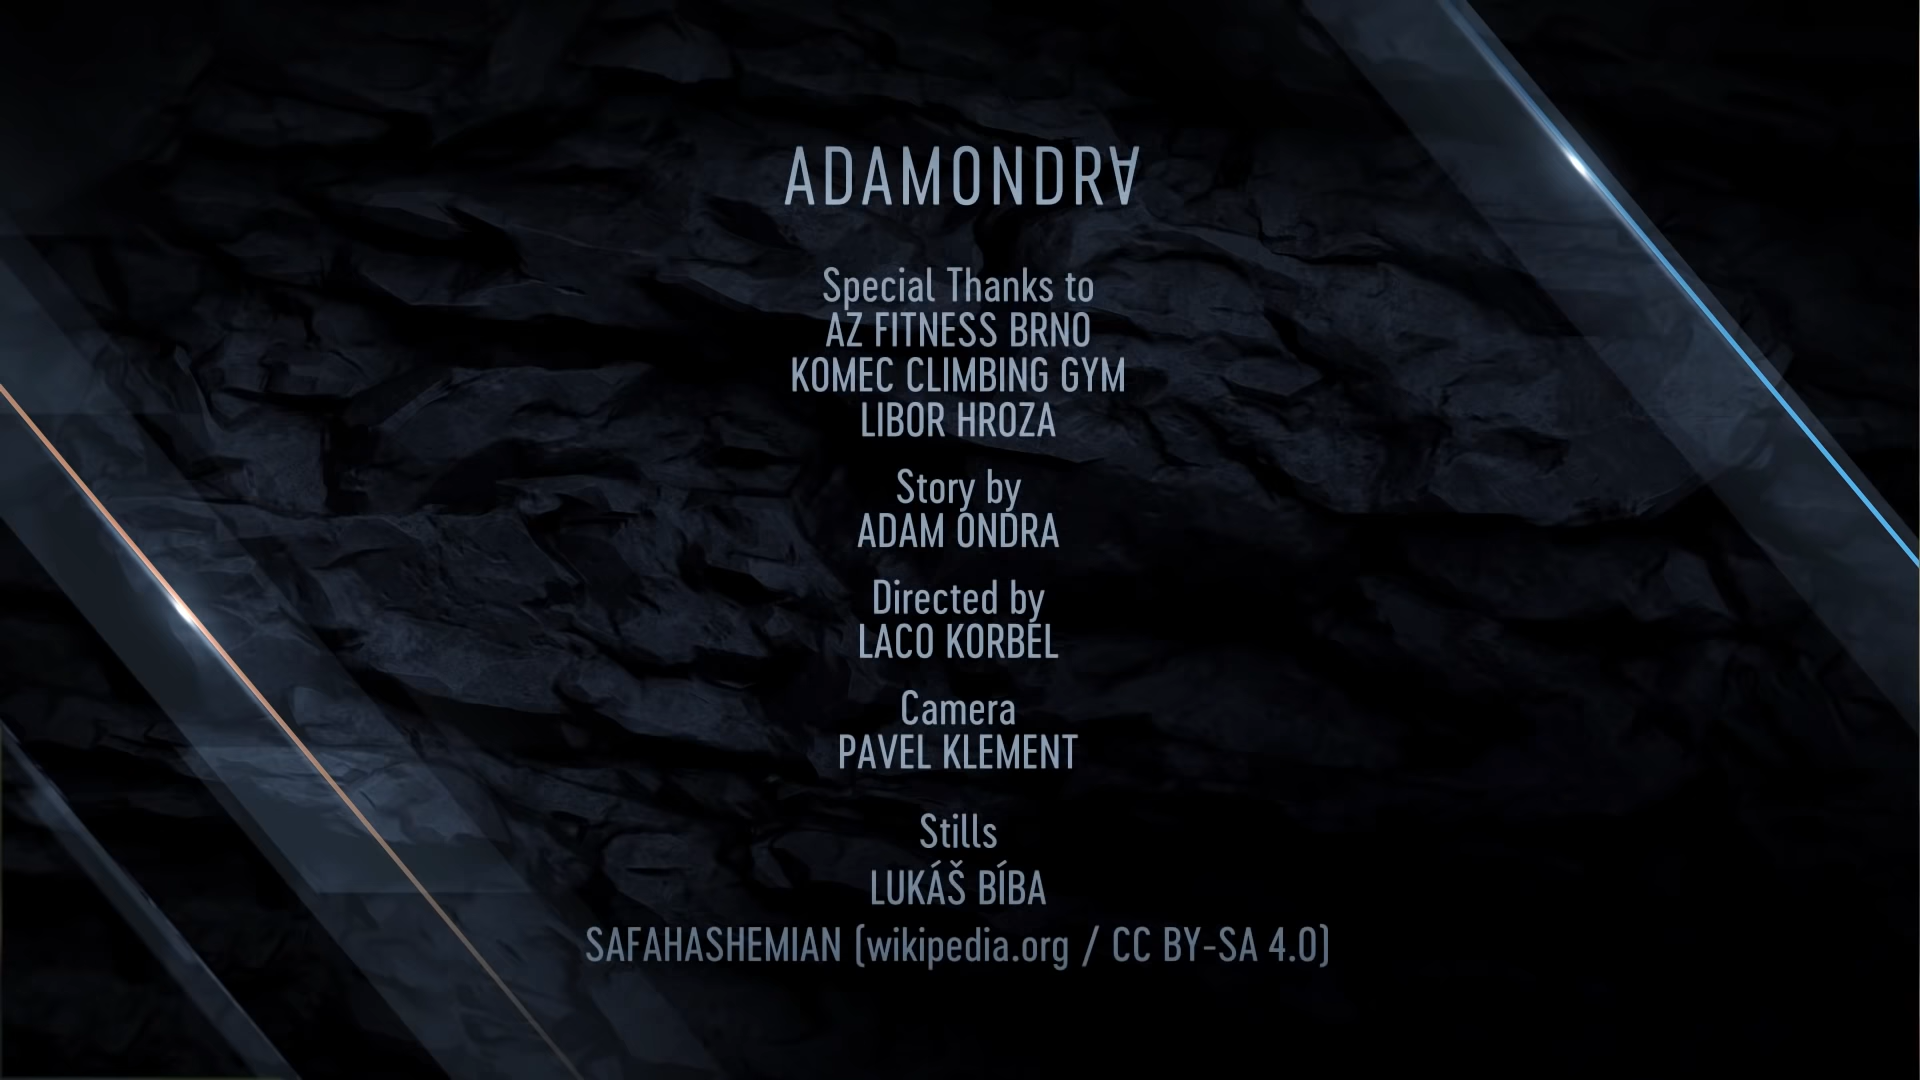 ADAMONDR∀
Special Thanks to
AZ FITNESS BRNO
KOMEC CLIMBING GYM
LIBOR HROZA
Story by
ADAM ONDRA
Directed by
LACO KORBEL
Camera
PAVEL KLEMENT
Stills
LUKÁŠ BÍBA
SAFAHASHEMIAN (wikipedia.org / CC BY-SA 4.0)